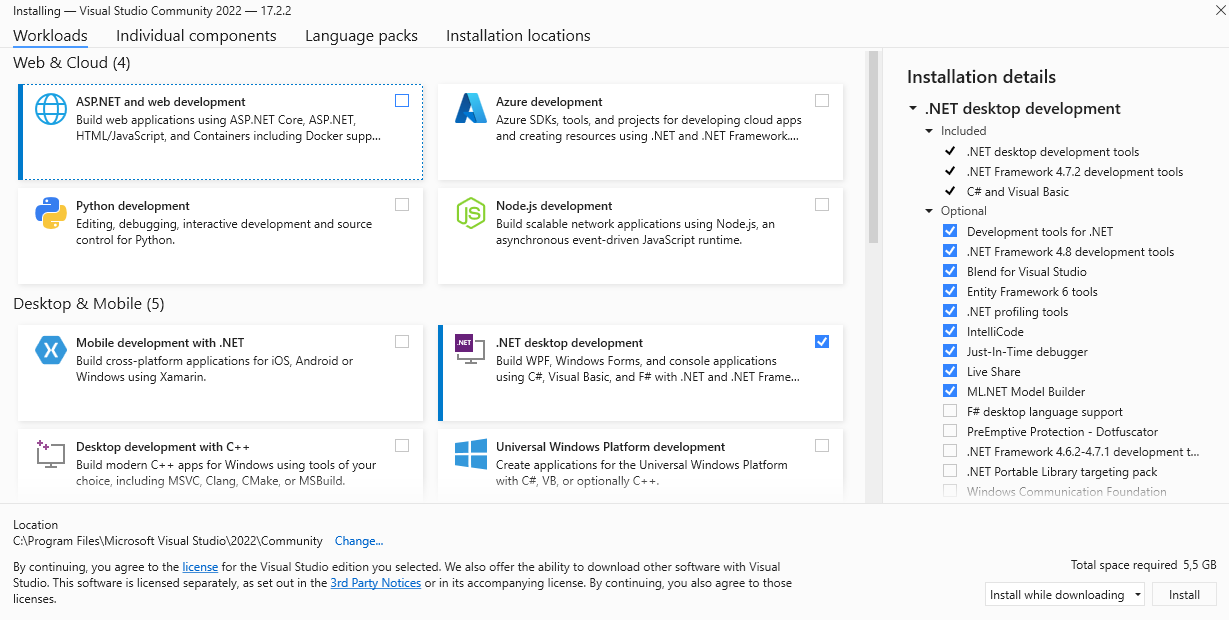 Installing — Visual Studio Community 2022 — 17.2.2
Workloads
Individual components
Language packs
Installation locations
Web & Cloud (4)
ASP.NET and web development
Build web applications using ASP.NET Core, ASP.NET,
HTML/JavaScript, and Containers including Docker supp...
Azure development
Azure SDKs, tools, and projects for developing cloud apps
and creating resources using .NET and .NET Framework....
Python development
Editing, debugging, interactive development and source
control for Python.
JS
Node.js development
Build scalable network applications using Node.js, an
asynchronous event-driven JavaScript runtime.
Desktop & Mobile (5)
Mobile development with .NET
Build cross-platform applications for iOS, Android or
Windows using Xamarin.
.NET
.NET desktop development
Build WPF, Windows Forms, and console applications
using C#, Visual Basic, and F# with .NET and .NET Frame...
Desktop development with C++
Build modern C++ apps for Windows using tools of your
choice, including MSVC, Clang, CMake, or MSBuild.
Universal Windows Platform development
Create applications for the Universal Windows Platform
with C#, VB, or optionally C++.
Installation details
.NET desktop development
Included
.NET desktop development tools
.NET Framework 4.7.2 development tools
C# and Visual Basic
Optional
Development tools for .NET
.NET Framework 4.8 development tools
Blend for Visual Studio
Entity Framework 6 tools
.NET profiling tools
IntelliCode
Just-In-Time debugger
Live Share
ML.NET Model Builder
F# desktop language support
PreEmptive Protection - Dotfuscator
.NET Framework 4.6.2-4.7.1 development t...
.NET Portable Library targeting pack
Windows Communication Foundation
Location
C:\Program Files\Microsoft Visual Studio\2022\Community Change...
By continuing, you agree to the license for the Visual Studio edition you selected. We also offer the ability to download other software with Visual
Studio. This software is licensed separately, as set out in the 3rd Party Notices or in its accompanying license. By continuing, you also agree to those
licenses.
Total space required 5,5 GB
Install while downloading
Install